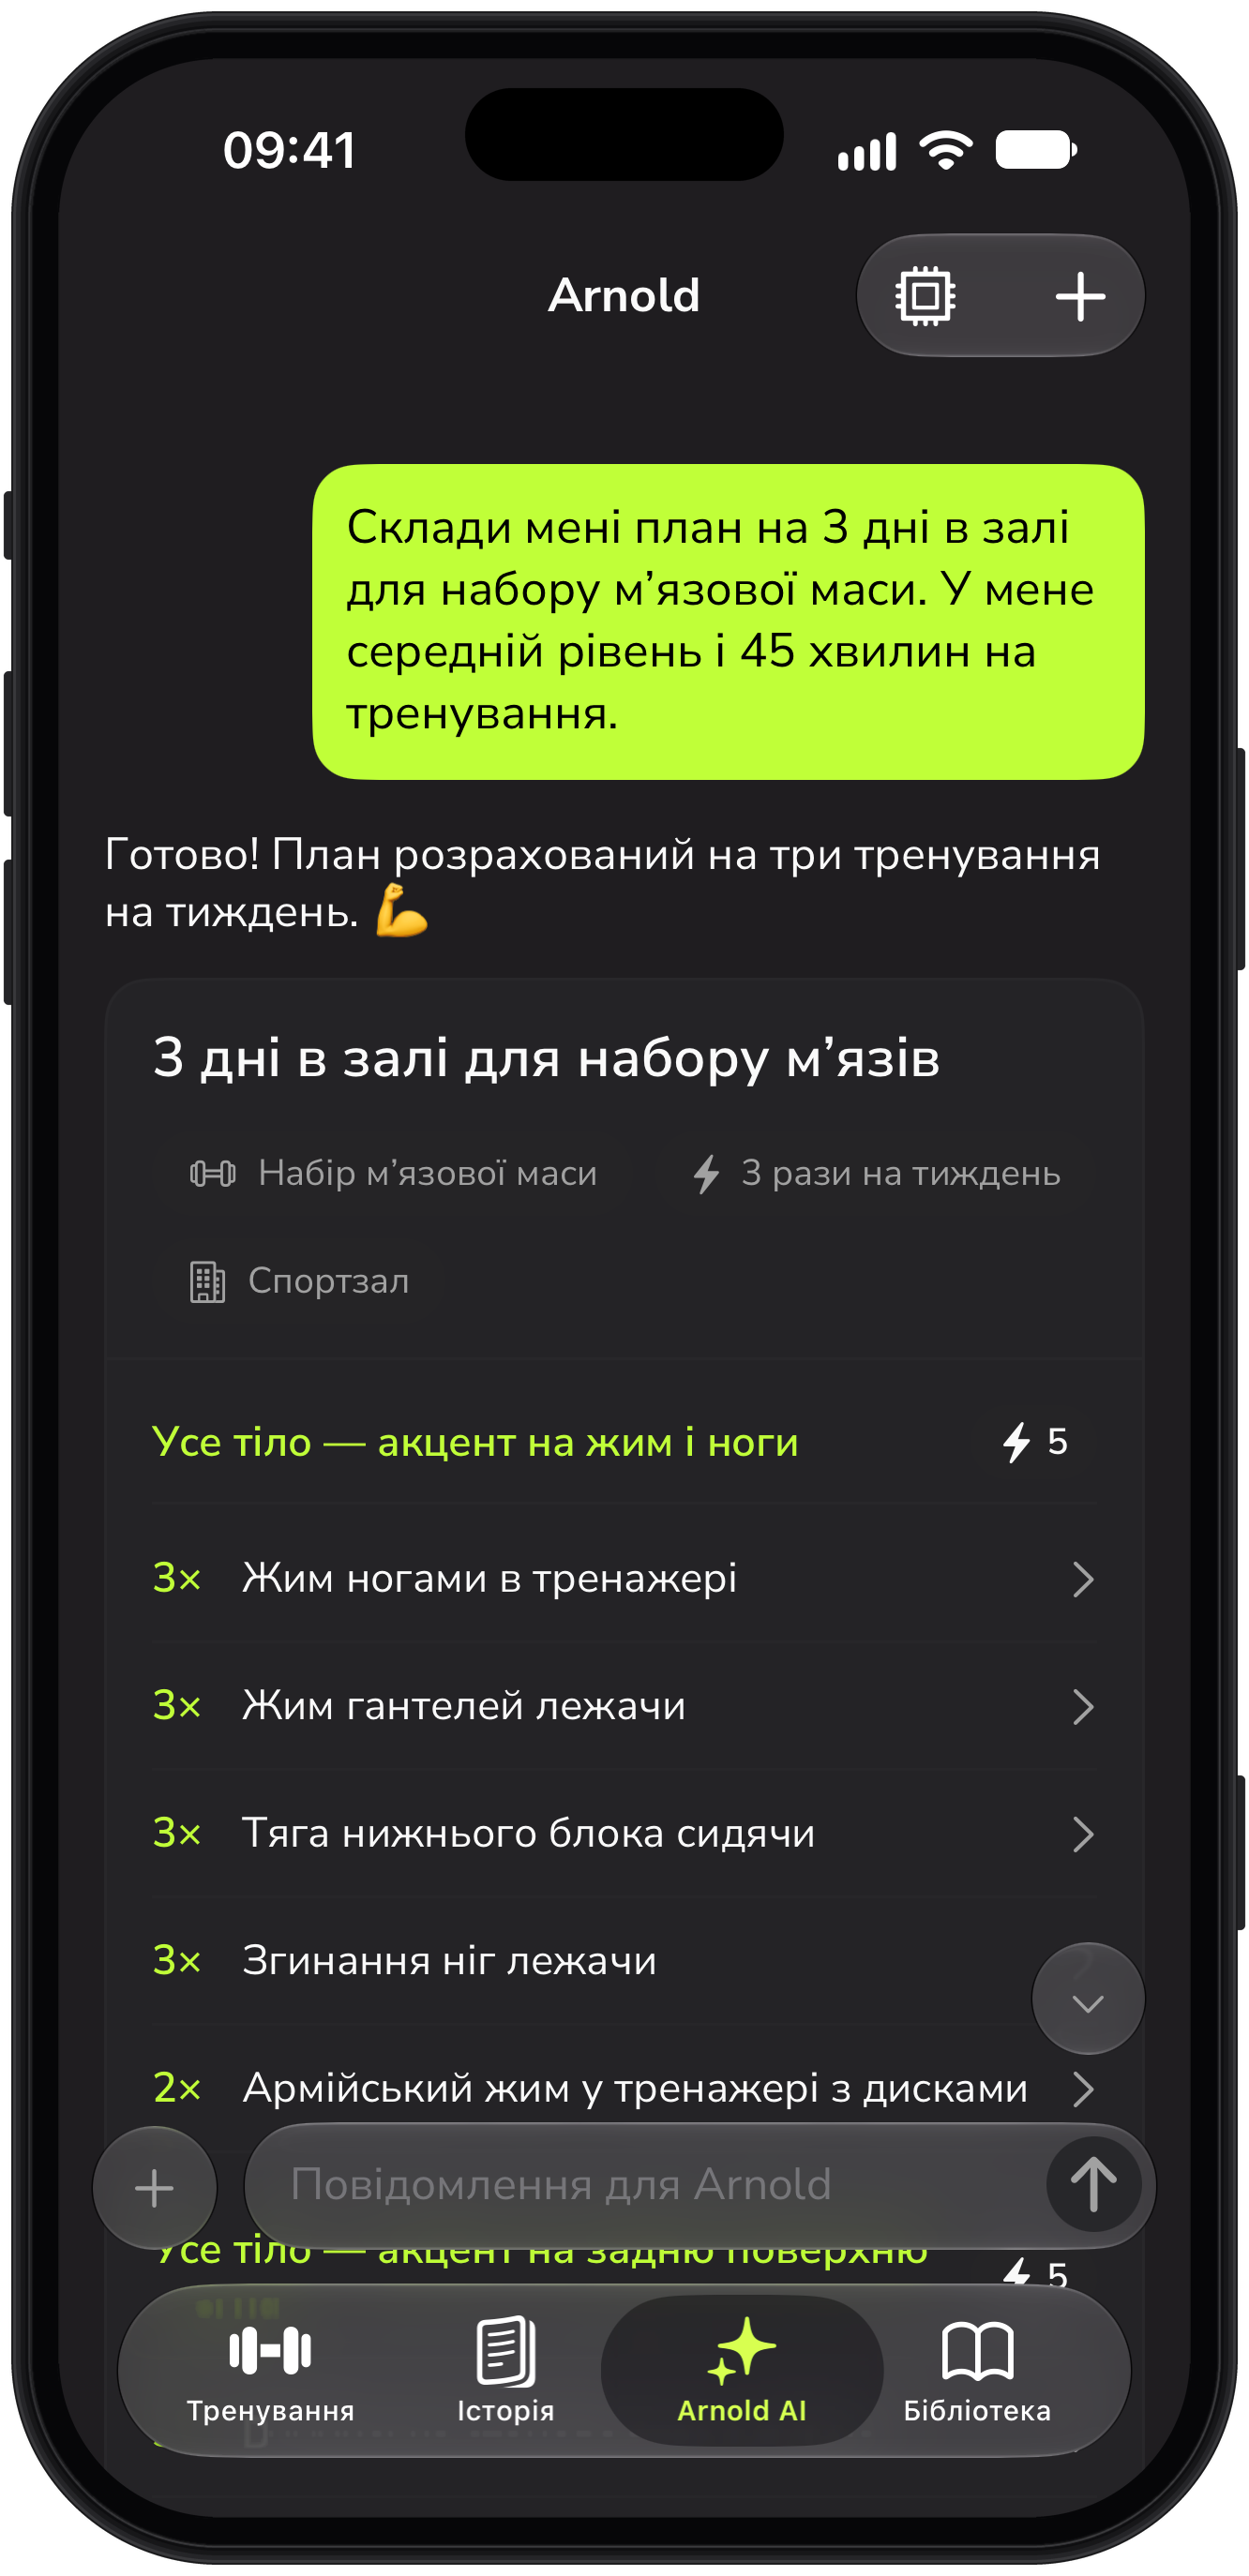 09:41
Arnold
Склади мені план на 3 дні в залі
для набору м’язової маси. У мене
середній рівень і 45 хвилин на
тренування.
Готово! План розрахований на три тренування
на тиждень. 💪
3 дні в залі для набору м’язів
Набір м’язової маси
3 рази на тиждень
Спортзал
Усе тіло — акцент на жим і ноги
5
3× Жим ногами в тренажері
3× Жим гантелей лежачи
3× Тяга нижнього блока сидячи
3× Згинання ніг лежачи
2× Армійський жим у тренажері з дисками
Повідомлення для Arnold
Усе тіло — акцент на задню поверхню
5
Тренування
Історія
Arnold AI
Бібліотека